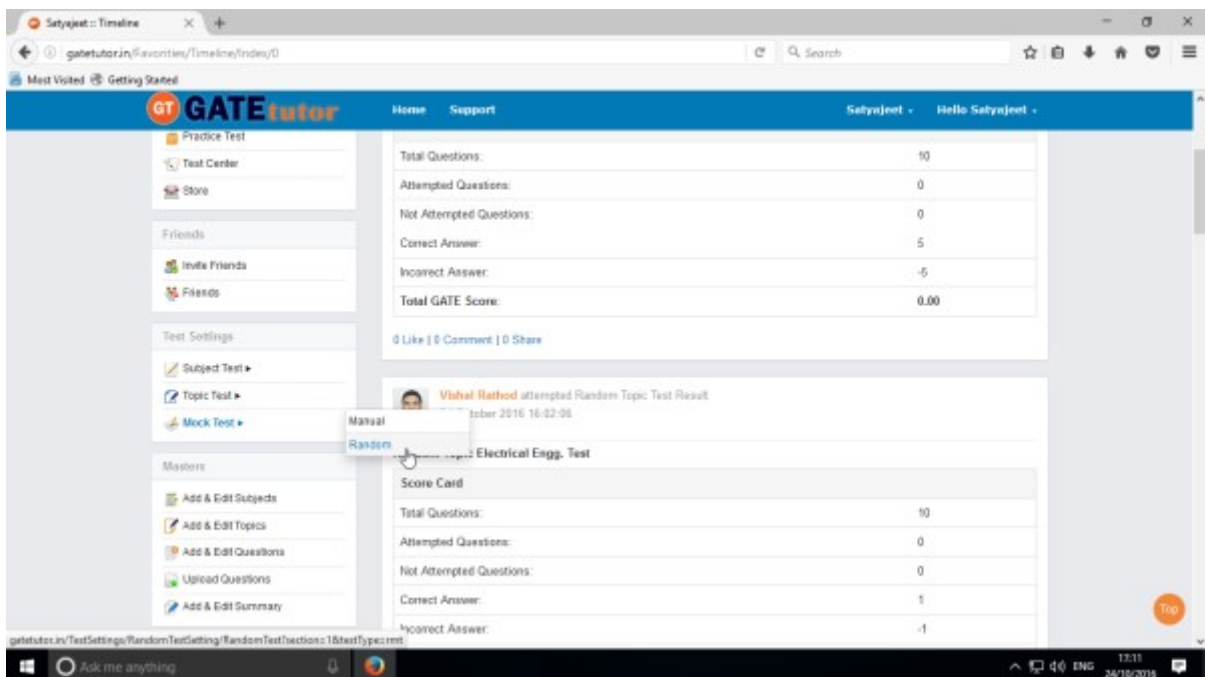 Satyajeet :: Timeline
gatetutor.in/Favorities/Timeline/Index/0
Search
Most Visited Getting Started
GT GATEtutor Home Support Satyajeet Hello Satyajeet
Practice Test
Test Center
Store
Friends
Invite Friends
Friends
Test Settings
Subject Test
Topic Test
Mock Test
Manual
Random
Masters
Add & Edit Subjects
Add & Edit Topics
Add & Edit Questions
Upload Questions
Add & Edit Summary
Total Questions: 10
Attempted Questions: 0
Not Attempted Questions: 0
Correct Answer: 5
Incorrect Answer: -5
Total GATE Score: 0.00
0 Like | 0 Comment | 0 Share
Vishal Rathod attempted Random Topic Test Result
October 2016 16:02:06
Electrical Engg. Test
Score Card
Total Questions: 10
Attempted Questions: 0
Not Attempted Questions: 0
Correct Answer: 1
Incorrect Answer: -1
Top
gatetutor.in/TestSettings/RandomTestSetting/RandomTest?section=1&testType=rmt
Ask me anything
ENG
17:11
24/10/2016